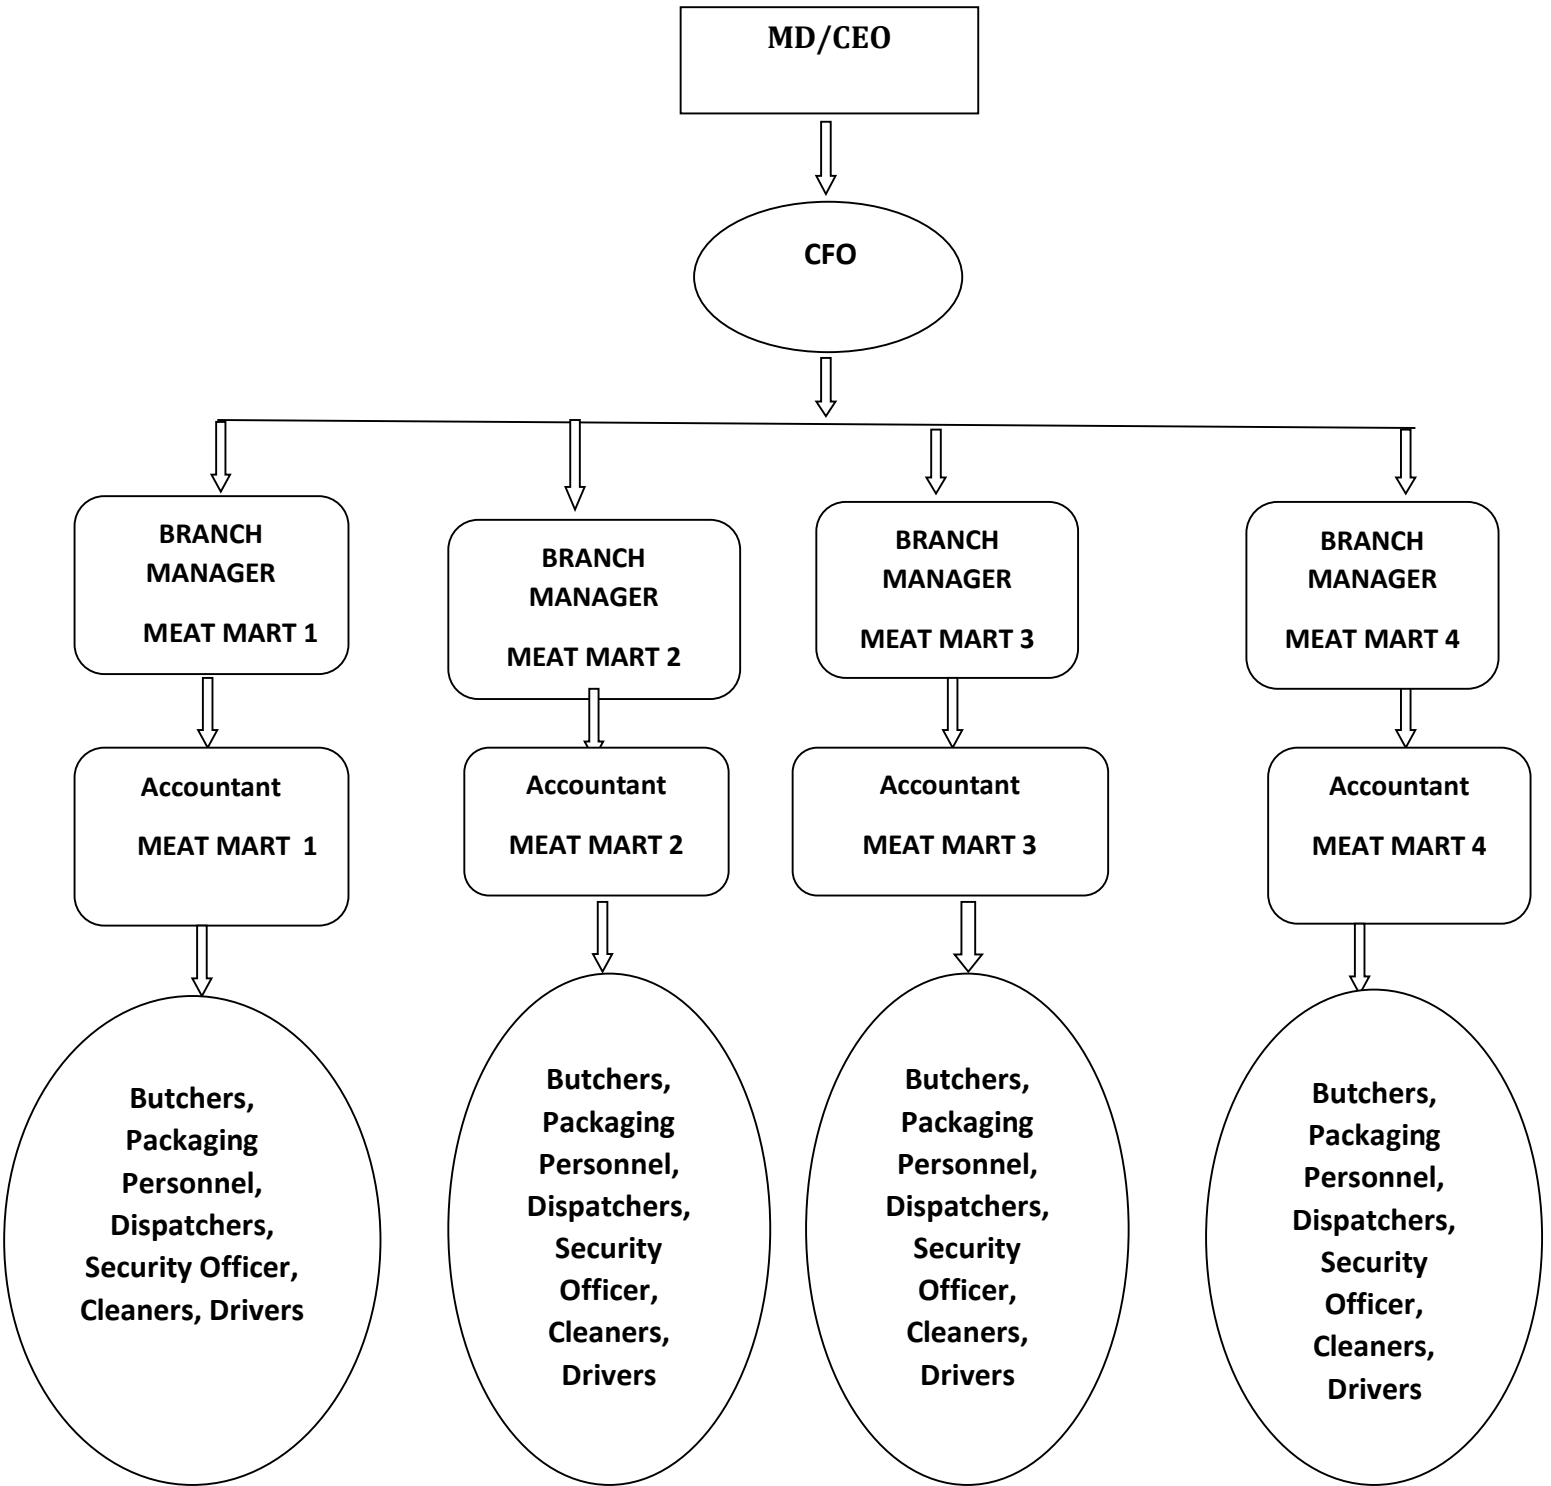 MD/CEO
CFO
BRANCH
MANAGER
MEAT MART 1
BRANCH
MANAGER
MEAT MART 2
BRANCH
MANAGER
MEAT MART 3
BRANCH
MANAGER
MEAT MART 4
Accountant
MEAT MART  1
Accountant
MEAT MART 2
Accountant
MEAT MART 3
Accountant
MEAT MART 4
Butchers,
Packaging
Personnel,
Dispatchers,
Security Officer,
Cleaners, Drivers
Butchers,
Packaging
Personnel,
Dispatchers,
Security
Officer,
Cleaners,
Drivers
Butchers,
Packaging
Personnel,
Dispatchers,
Security
Officer,
Cleaners,
Drivers
Butchers,
Packaging
Personnel,
Dispatchers,
Security
Officer,
Cleaners,
Drivers